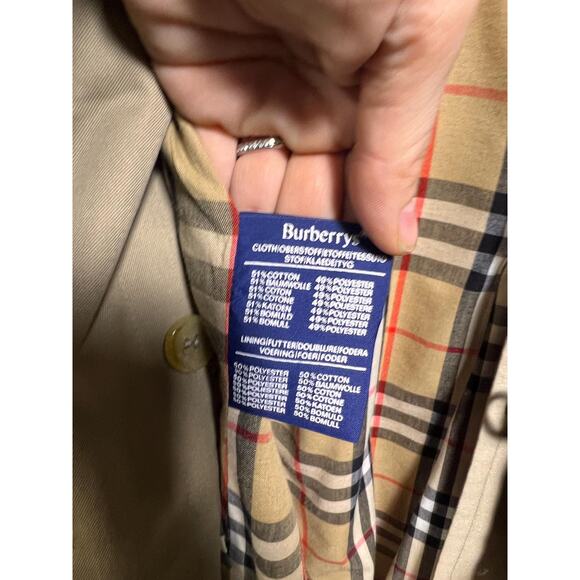 Burberrys
CLOTH/OBERSTOFF/ETOFFE/TESSUTO
STOF/KLAEDE/TYG
51% COTTON 49% POLYESTER
51% BAUMWOLLE 49% POLYESTER
51% COTON 49% POLYESTER
51% COTONE 49% POLIESTERE
51% KATOEN 49% POLYESTER
51% BOMULD 49% POLYESTER
51% BOMULL 49% POLYESTER
LINING/FUTTER/DOUBLURE/FODERA
VOERING/FOER/FODER
50% POLYESTER 50% COTTON
50% POLYESTER 50% BAUMWOLLE
50% POLYESTER 50% COTON
50% POLIESTERE 50% COTONE
50% POLYESTER 50% KATOEN
50% POLYESTER 50% BOMULD
50% POLYESTER 50% BOMULL